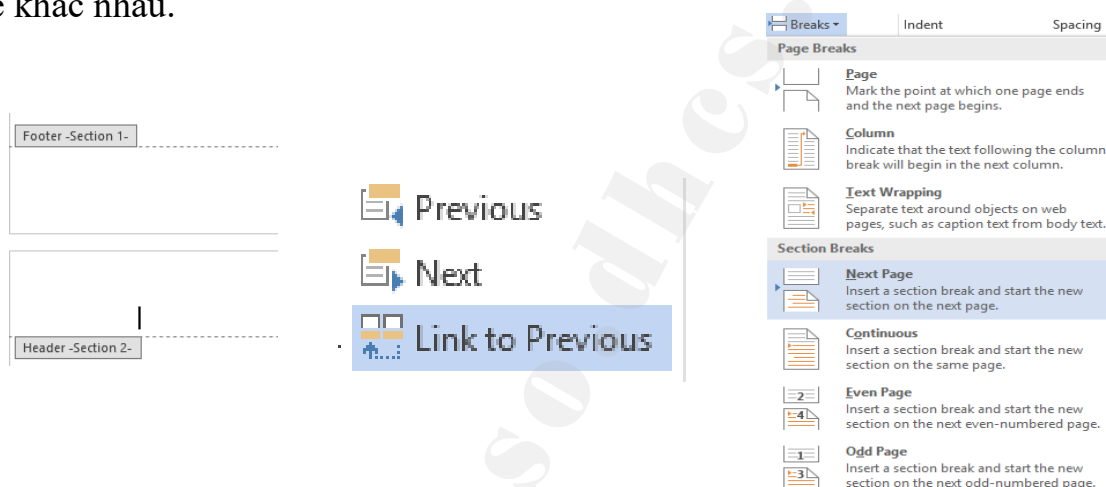 khác nhau.
Footer -Section 1-
Header -Section 2-
Previous
Next
Link to Previous
Breaks
Indent
Spacing
Page Breaks
Page
Mark the point at which one page ends
and the next page begins.
Column
Indicate that the text following the column
break will begin in the next column.
Text Wrapping
Separate text around objects on web
pages, such as caption text from body text.
Section Breaks
Next Page
Insert a section break and start the new
section on the next page.
Continuous
Insert a section break and start the new
section on the same page.
Even Page
Insert a section break and start the new
section on the next even-numbered page.
Odd Page
Insert a section break and start the new
section on the next odd-numbered page.
2
4
1
3
sodhcs.